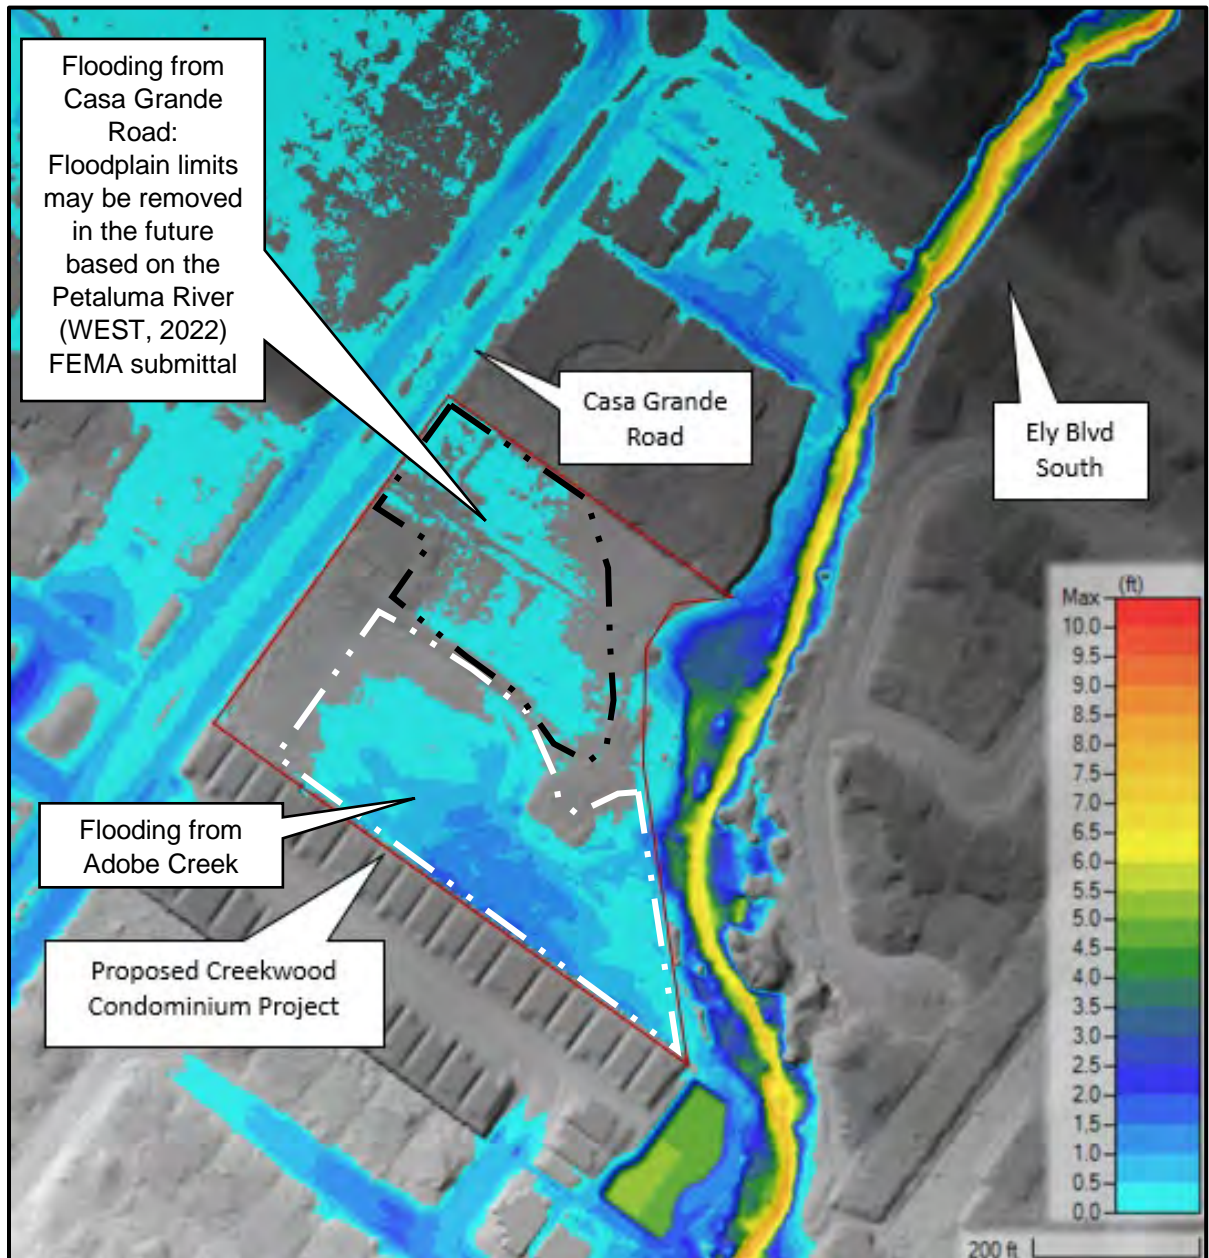 Flooding from
Casa Grande
Road:
Floodplain limits
may be removed
in the future
based on the
Petaluma River
(WEST, 2022)
FEMA submittal
Casa Grande
Road
Ely Blvd
South
Flooding from
Adobe Creek
Proposed Creekwood
Condominium Project
(ft)
Max
10.0
9.5
9.0
8.5
8.0
7.5
7.0
6.5
6.0
5.5
5.0
4.5
4.0
3.5
3.0
2.5
2.0
1.5
1.0
0.5
0.0
200 ft